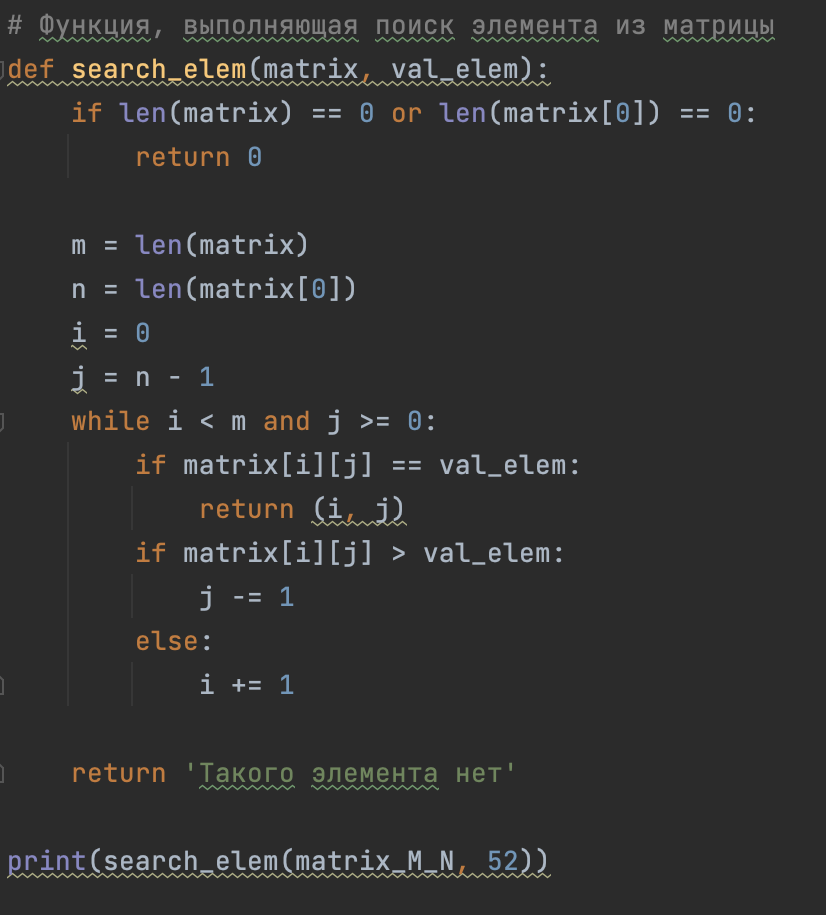 # Функция, выполняющая поиск элемента из матрицы
def search_elem(matrix, val_elem):
    if len(matrix) == 0 or len(matrix[0]) == 0:
        return 0
    m = len(matrix)
    n = len(matrix[0])
    i = 0
    j = n - 1
    while i < m and j >= 0:
        if matrix[i][j] == val_elem:
            return (i, j)
        if matrix[i][j] > val_elem:
            j -= 1
        else:
            i += 1
    return 'Такого элемента нет'
print(search_elem(matrix_M_N, 52))